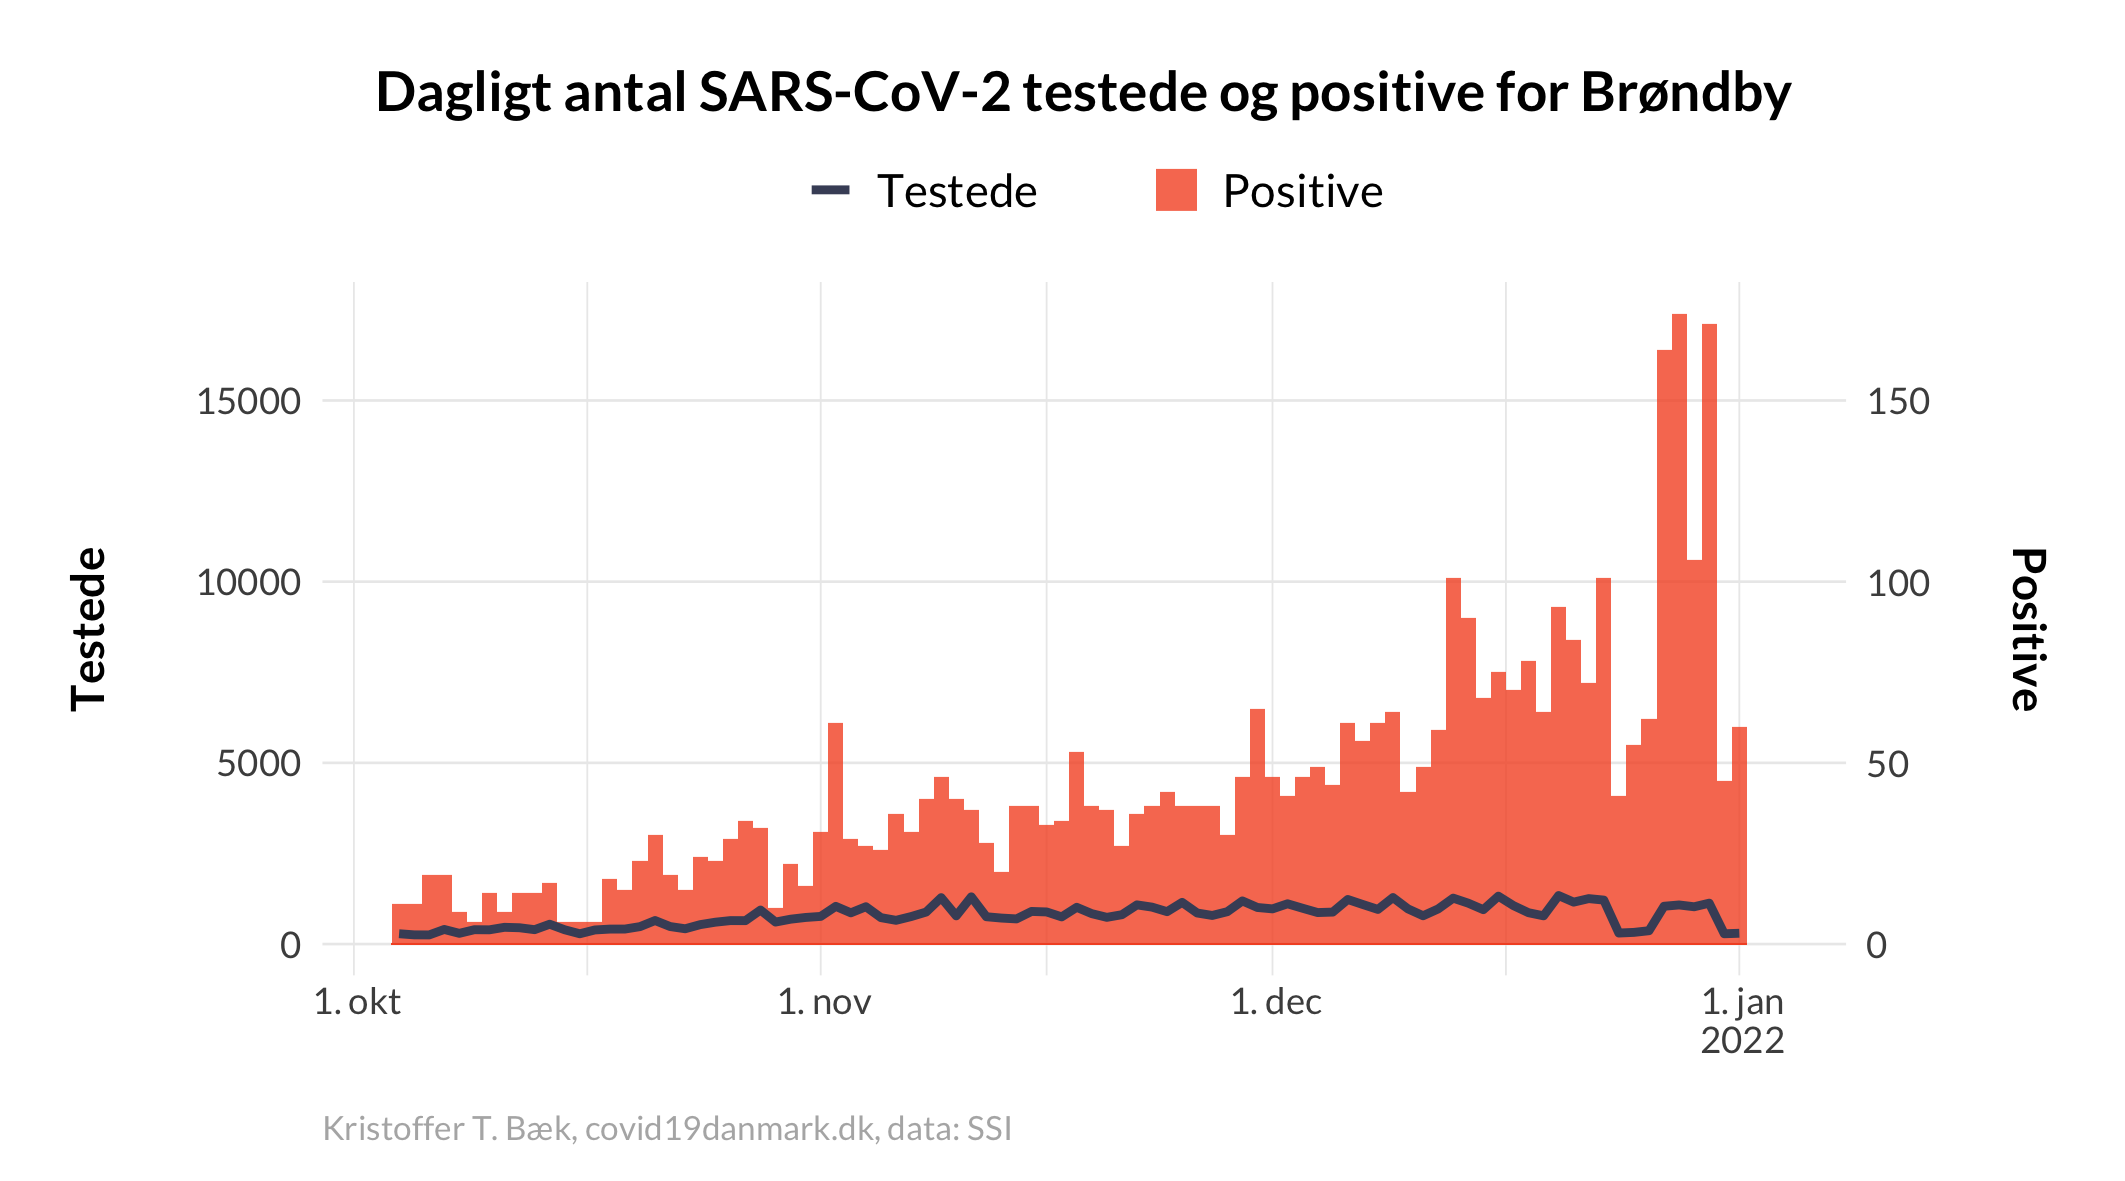 Dagligt antal SARS-CoV-2 testede og positive for Brøndby
Testede
Positive
15000
10000
5000
0
Testede
150
100
50
0
Positive
1. okt
1. nov
1. dec
1. jan
2022
Kristoffer T. Bæk, covid19danmark.dk, data: SSI